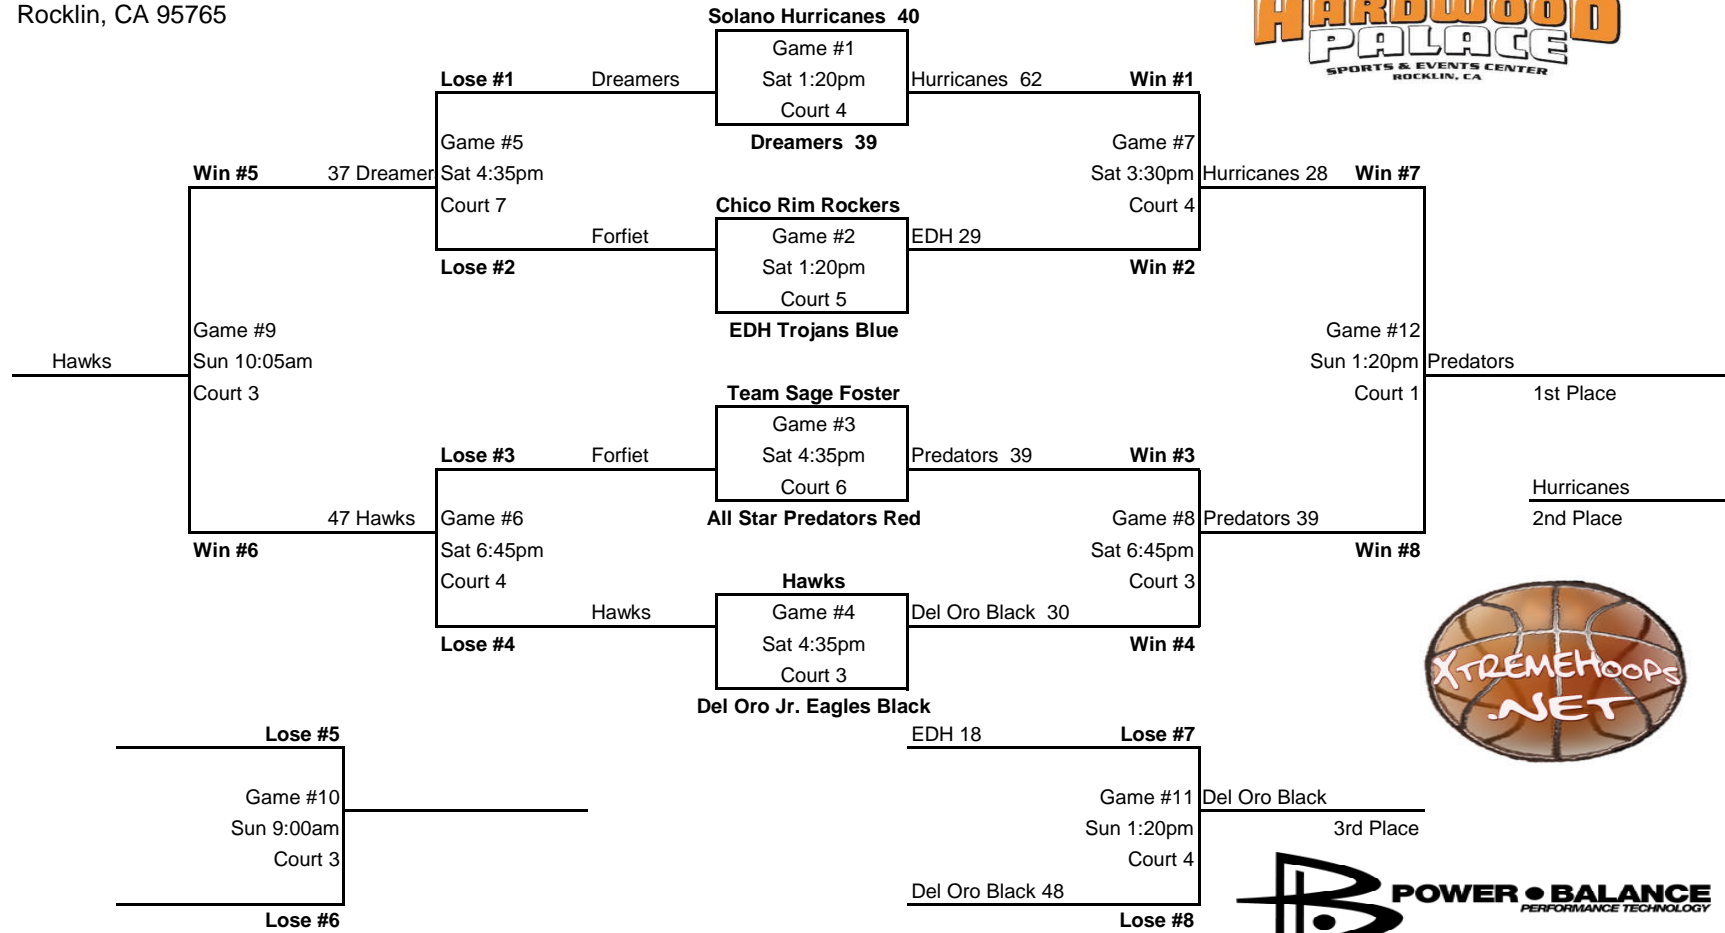 Rocklin, CA 95765
HARDWOOD
PALACE
SPORTS & EVENTS CENTER
ROCKLIN, CA
Solano Hurricanes  40
Game #1
Lose #1 Dreamers Sat 1:20pm Hurricanes  62 Win #1
Court 4
Game #5 Dreamers  39 Game #7
Win #5 37 Dreamer Sat 4:35pm Sat 3:30pm Hurricanes 28 Win #7
Court 7 Chico Rim Rockers Court 4
Forfiet Game #2 EDH 29
Lose #2 Sat 1:20pm Win #2
Court 5
Game #9 EDH Trojans Blue Game #12
Hawks Sun 10:05am Sun 1:20pm Predators
Court 3 Team Sage Foster Court 1 1st Place
Game #3
Lose #3 Forfiet Sat 4:35pm Predators  39 Win #3
Court 6 Hurricanes
47 Hawks Game #6 All Star Predators Red Game #8 Predators 39 2nd Place
Win #6 Sat 6:45pm Sat 6:45pm Win #8
Court 4 Hawks Court 3
Hawks Game #4 Del Oro Black  30
Lose #4 Sat 4:35pm Win #4
Court 3
XTREMEHOOPS
.NET
Del Oro Jr. Eagles Black
Lose #5 EDH 18 Lose #7
Game #10 Game #11 Del Oro Black
Sun 9:00am Sun 1:20pm 3rd Place
Court 3 Court 4
Del Oro Black 48
POWER • BALANCE
PERFORMANCE TECHNOLOGY
Lose #6 Lose #8